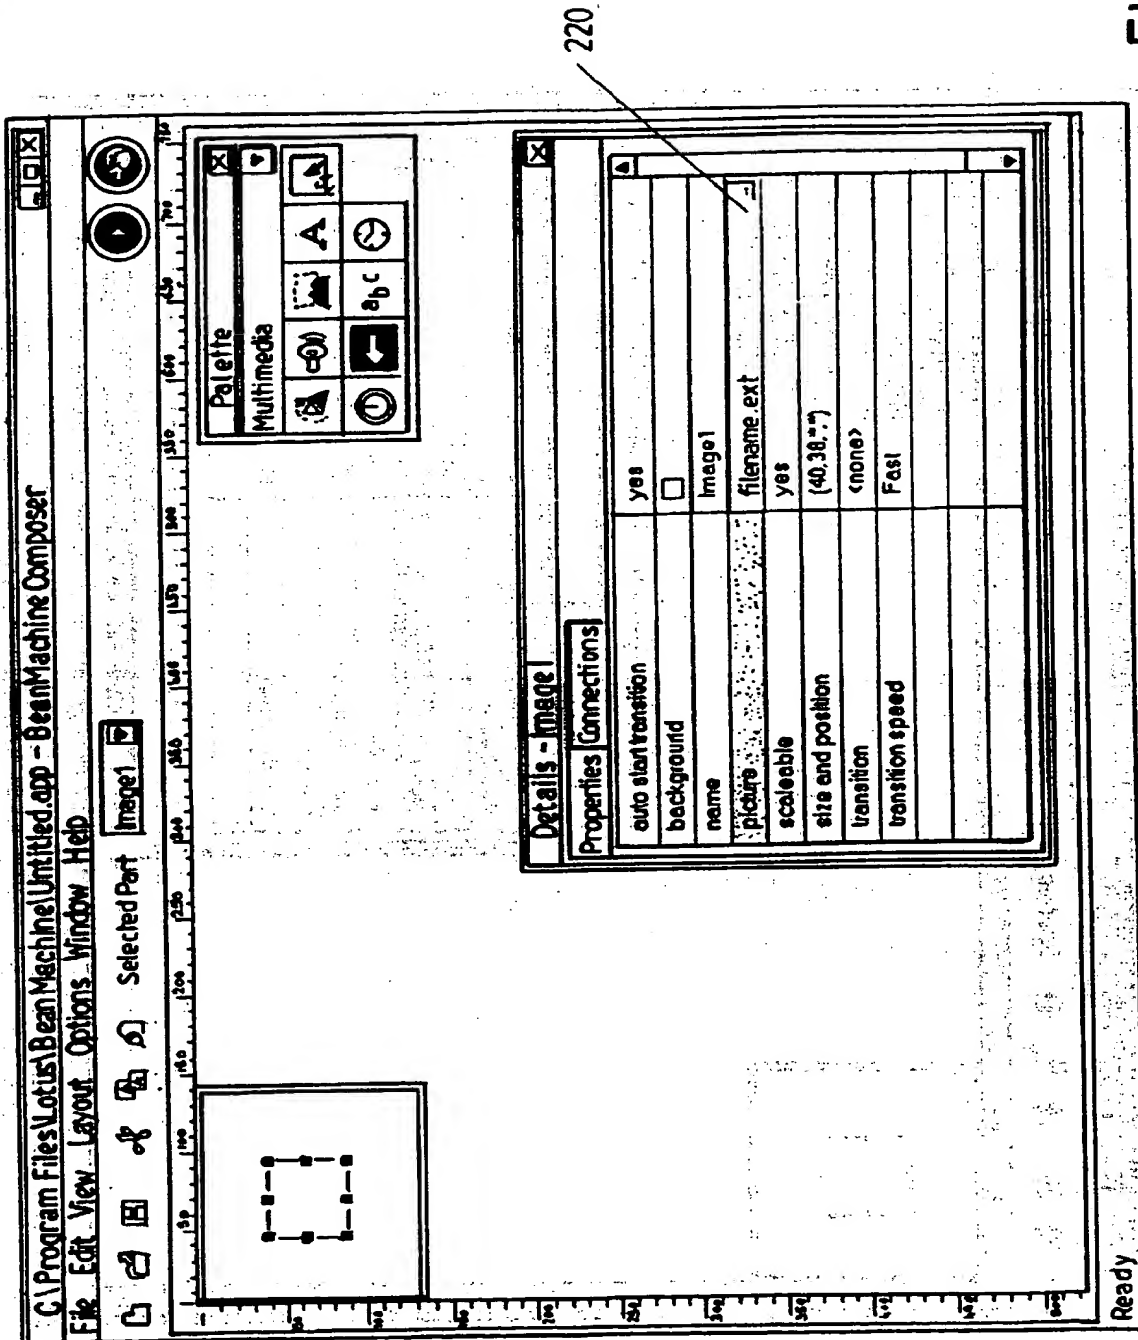 C\Program Files\Lotus\BeanMachine\Untitled.app - BeanMachine Composer
File Edit View Layout Options Window Help
Selected Part Image1
Palette
Multimedia
A
abc
Details - Image1
Properties Connections
auto start transition yes
background
name Image1
picture filename.ext
scaleable yes
size and position (40,38,*,*)
transition <none>
transition speed Fast
Ready
220